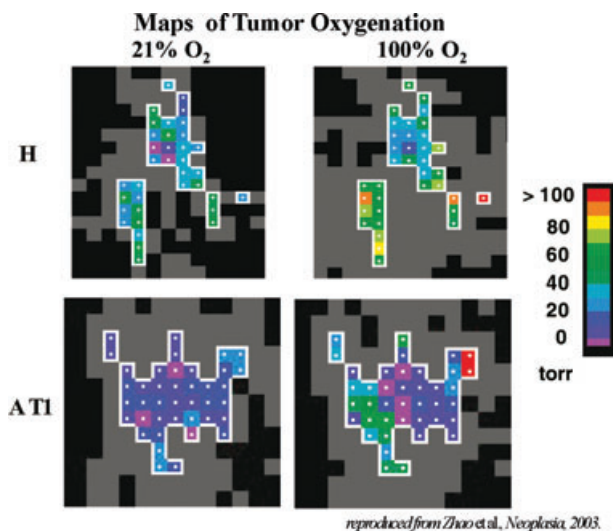 Maps of Tumor Oxygenation
21% O₂ 100% O₂
H
> 100
80
60
40
20
0
torr
AT1
reproduced from Zhao et al., Neoplasia, 2003.